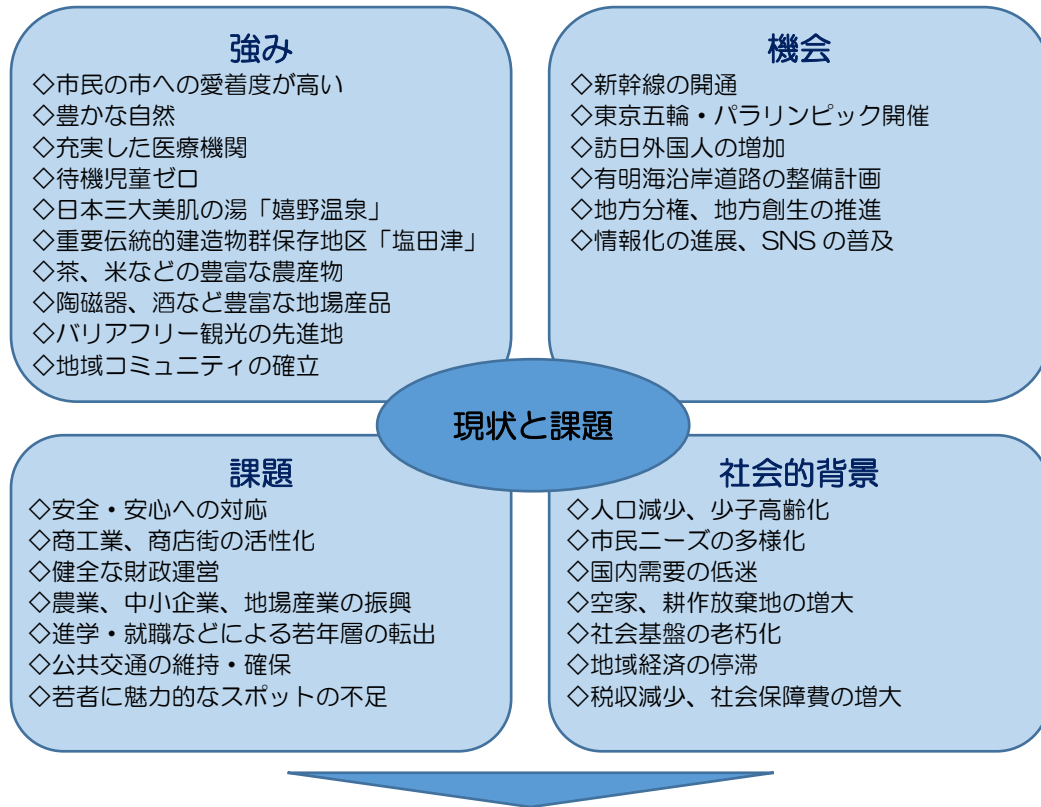 強み
◇市民の市への愛着度が高い
◇豊かな自然
◇充実した医療機関
◇待機児童ゼロ
◇日本三大美肌の湯「嬉野温泉」
◇重要伝統的建造物群保存地区「塩田津」
◇茶、米などの豊富な農産物
◇陶磁器、酒など豊富な地場産品
◇バリアフリー観光の先進地
◇地域コミュニティの確立
機会
◇新幹線の開通
◇東京五輪・パラリンピック開催
◇訪日外国人の増加
◇有明海沿岸道路の整備計画
◇地方分権、地方創生の推進
◇情報化の進展、SNS の普及
現状と課題
課題
◇安全・安心への対応
◇商工業、商店街の活性化
◇健全な財政運営
◇農業、中小企業、地場産業の振興
◇進学・就職などによる若年層の転出
◇公共交通の維持・確保
◇若者に魅力的なスポットの不足
社会的背景
◇人口減少、少子高齢化
◇市民ニーズの多様化
◇国内需要の低迷
◇空家、耕作放棄地の増大
◇社会基盤の老朽化
◇地域経済の停滞
◇税収減少、社会保障費の増大